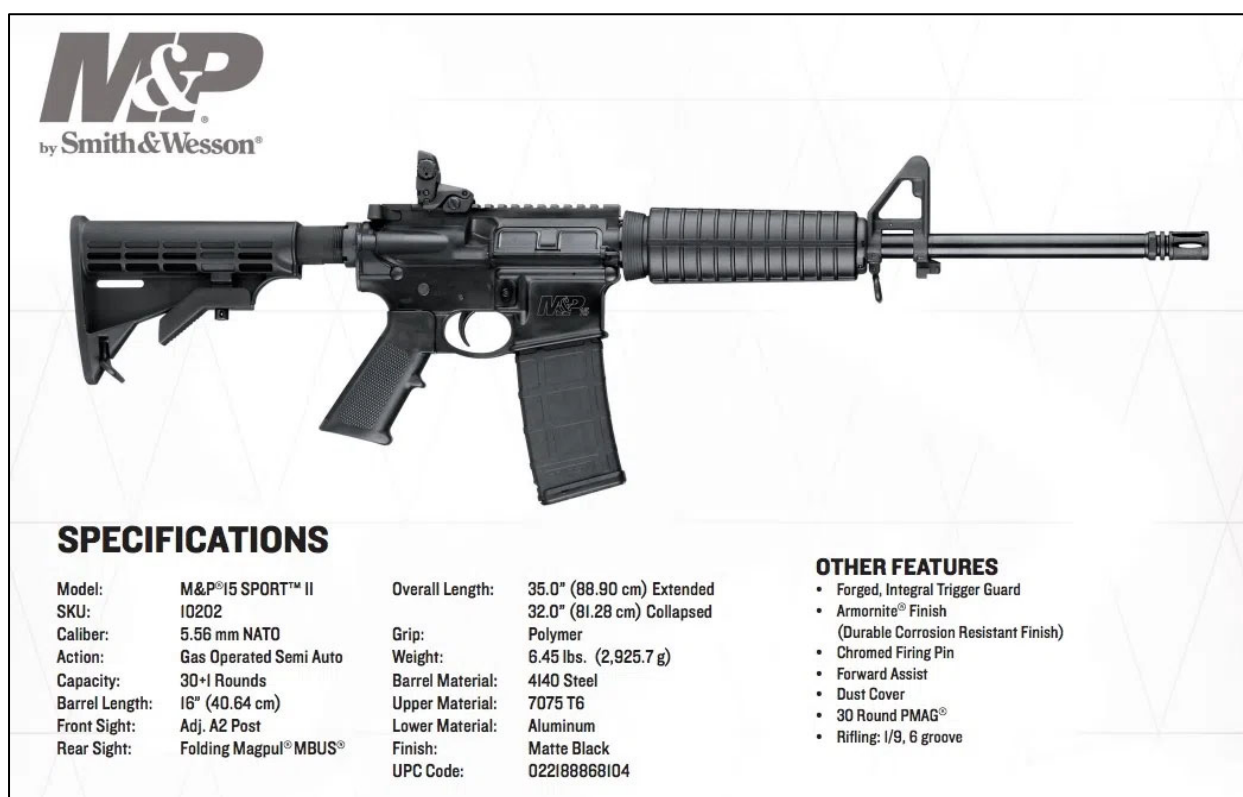 M&P®
by Smith & Wesson®
M&P 15
SPECIFICATIONS
Model: M&P®15 SPORT™ II
SKU: 10202
Caliber: 5.56 mm NATO
Action: Gas Operated Semi Auto
Capacity: 30+1 Rounds
Barrel Length: 16” (40.64 cm)
Front Sight: Adj. A2 Post
Rear Sight: Folding Magpul® MBUS®
Overall Length: 35.0” (88.90 cm) Extended
32.0” (81.28 cm) Collapsed
Grip: Polymer
Weight: 6.45 lbs. (2,925.7 g)
Barrel Material: 4140 Steel
Upper Material: 7075 T6
Lower Material: Aluminum
Finish: Matte Black
UPC Code: 022188868104
OTHER FEATURES
• Forged, Integral Trigger Guard
• Armornite® Finish
(Durable Corrosion Resistant Finish)
• Chromed Firing Pin
• Forward Assist
• Dust Cover
• 30 Round PMAG®
• Rifling: 1/9, 6 groove